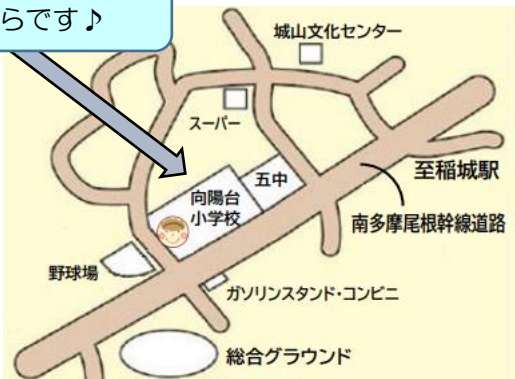 らです♪
城山文化センター
スーパー
至稲城駅
五中
向陽台
小学校
南多摩尾根幹線道路
野球場
ガソリンスタンド・コンビニ
総合グラウンド